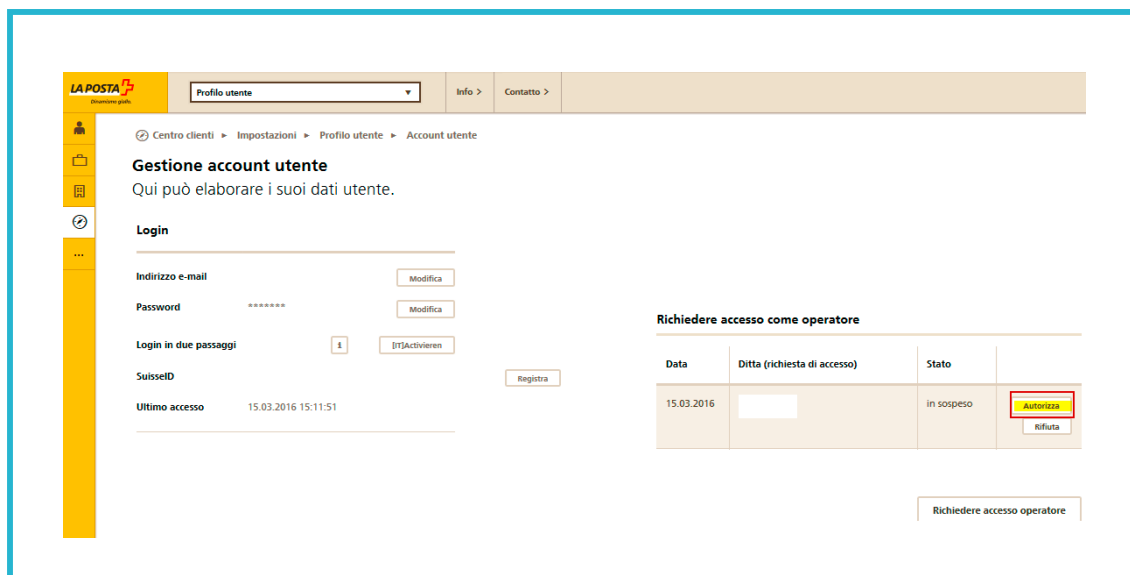 LA POSTA
Dinamismo giallo.
Profilo utente
Info >
Contatto >
Centro clienti ► Impostazioni ► Profilo utente ► Account utente
Gestione account utente
Qui può elaborare i suoi dati utente.
Login
Indirizzo e-mail Modifica
Password ******* Modifica
Login in due passaggi i [IT]Activieren
SuisseID Registra
Ultimo accesso 15.03.2016 15:11:51
Richiedere accesso come operatore
Data Ditta (richiesta di accesso) Stato
15.03.2016 in sospeso Autorizza
Rifiuta
Richiedere accesso operatore